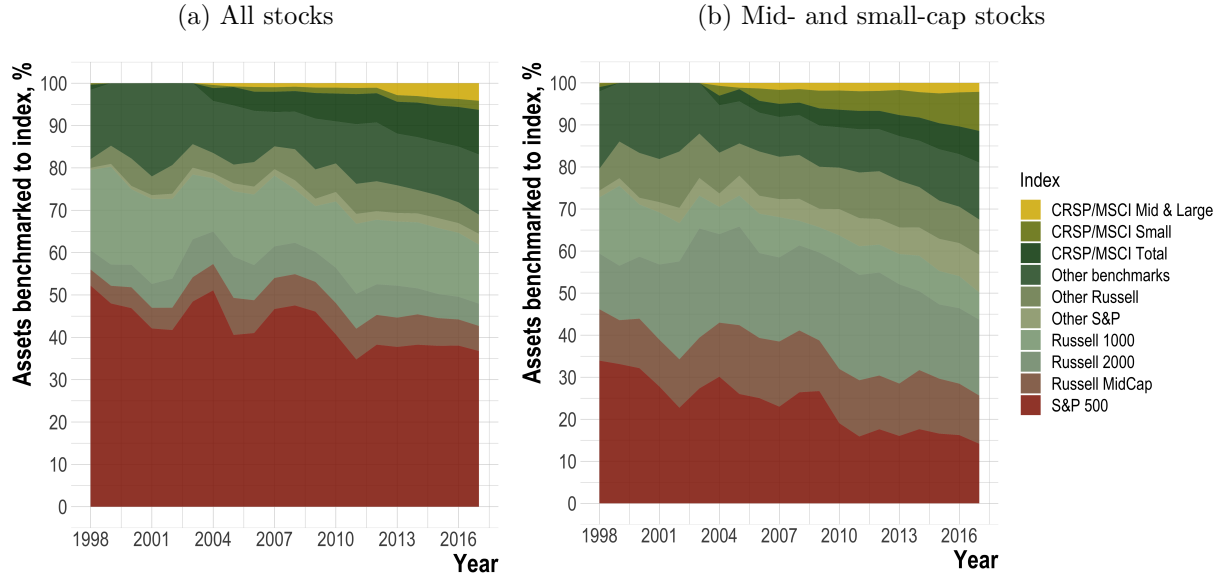 (a) All stocks
(b) Mid- and small-cap stocks
Assets benchmarked to index, %
100
90
80
70
60
50
40
30
20
10
0
1998 2001 2004 2007 2010 2013 2016
Year
Assets benchmarked to index, %
100
90
80
70
60
50
40
30
20
10
0
1998 2001 2004 2007 2010 2013 2016
Year
Index
CRSP/MSCI Mid & Large
CRSP/MSCI Small
CRSP/MSCI Total
Other benchmarks
Other Russell
Other S&P
Russell 1000
Russell 2000
Russell MidCap
S&P 500